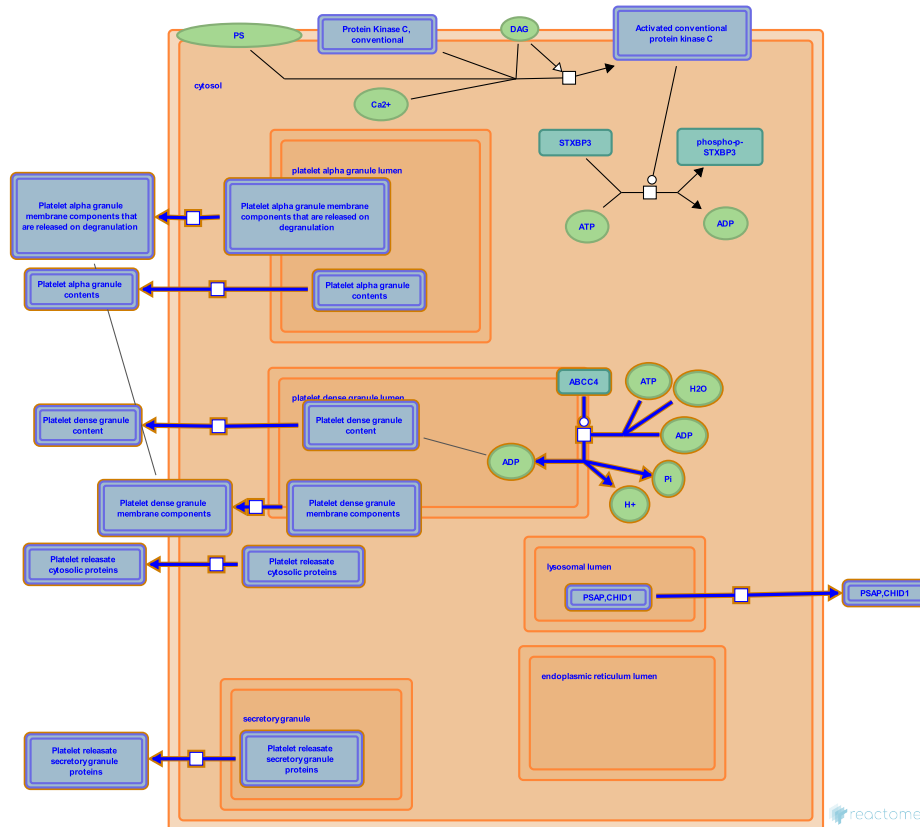 PS
Protein Kinase C,
conventional
DAG
Activated conventional
protein kinase C
cytosol
Ca2+
STXBP3
phospho-p-
STXBP3
ATP
ADP
platelet alpha granule lumen
Platelet alpha granule
membrane components that
are released on degranulation
Platelet alpha granule membrane
components that are released on
degranulation
Platelet alpha granule
contents
Platelet alpha granule
contents
platelet dense granule lumen
ABCC4
ATP
H2O
Platelet dense granule
content
Platelet dense granule
content
ADP
ADP
Pi
H+
Platelet dense granule
membrane components
Platelet dense granule
membrane components
Platelet releasate
cytosolic proteins
Platelet releasate
cytosolic proteins
lysosomal lumen
PSAP,CHID1
PSAP,CHID1
endoplasmic reticulum lumen
secretory granule
Platelet releasate
secretory granule
proteins
Platelet releasate
secretory granule
proteins
reactome